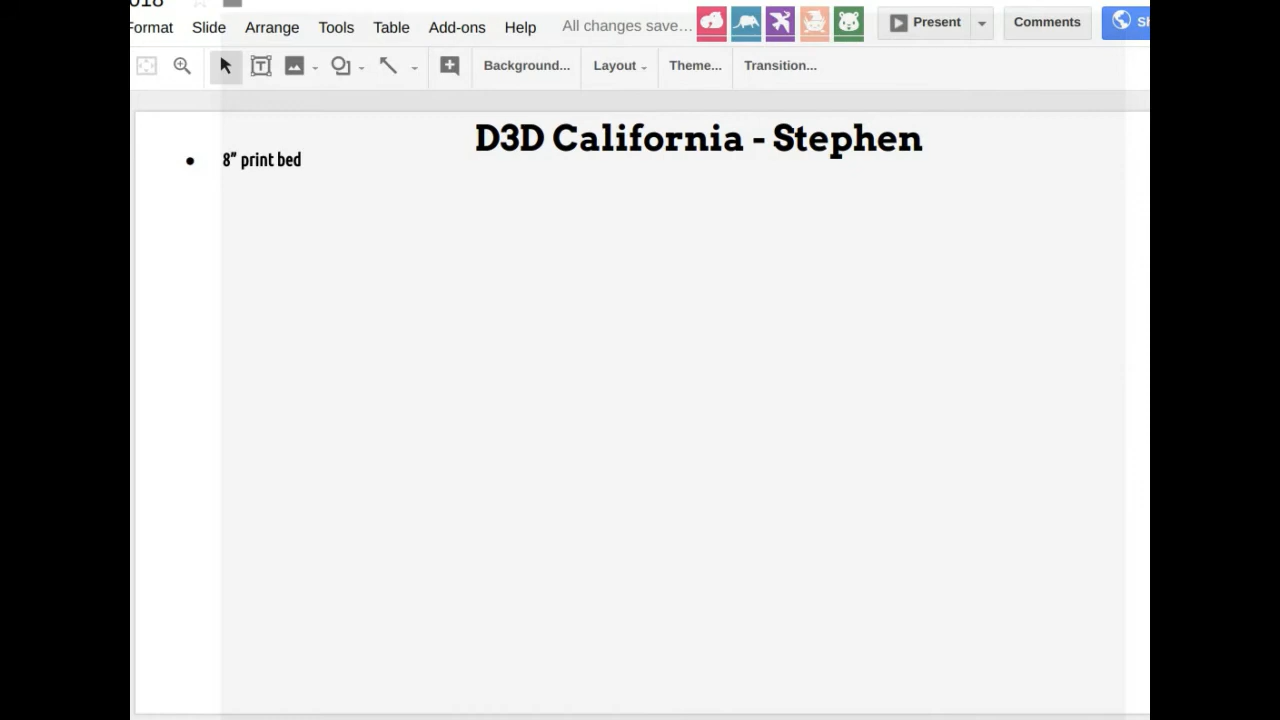 Format Slide Arrange Tools Table Add-ons Help All changes save... Present Comments
Background... Layout Theme... Transition...
D3D California - Stephen
● 8" print bed